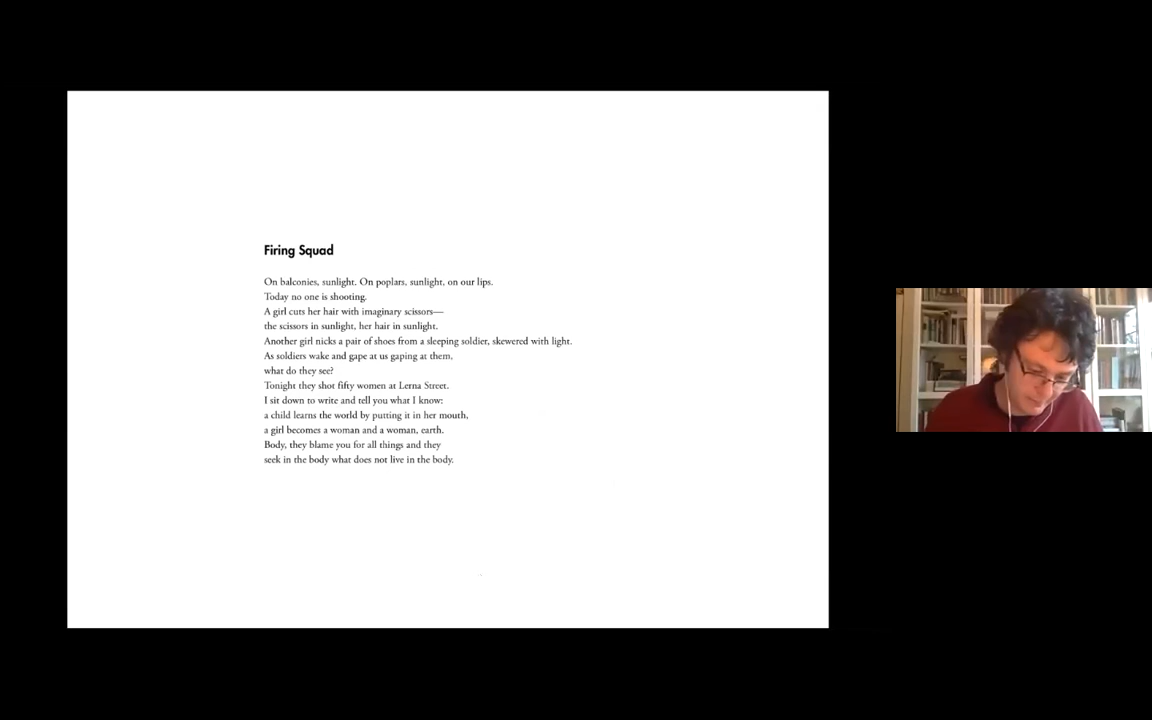 Firing Squad
On balconies, sunlight. On poplars, sunlight, on our lips.
Today no one is shooting.
A girl cuts her hair with imaginary scissors—
the scissors in sunlight, her hair in sunlight.
Another girl nicks a pair of shoes from a sleeping soldier, skewered with light.
As soldiers wake and gape at us gaping at them,
what do they see?
Tonight they shot fifty women at Lerna Street.
I sit down to write and tell you what I know:
a child learns the world by putting it in her mouth,
a girl becomes a woman and a woman, earth.
Body, they blame you for all things and they
seek in the body what does not live in the body.